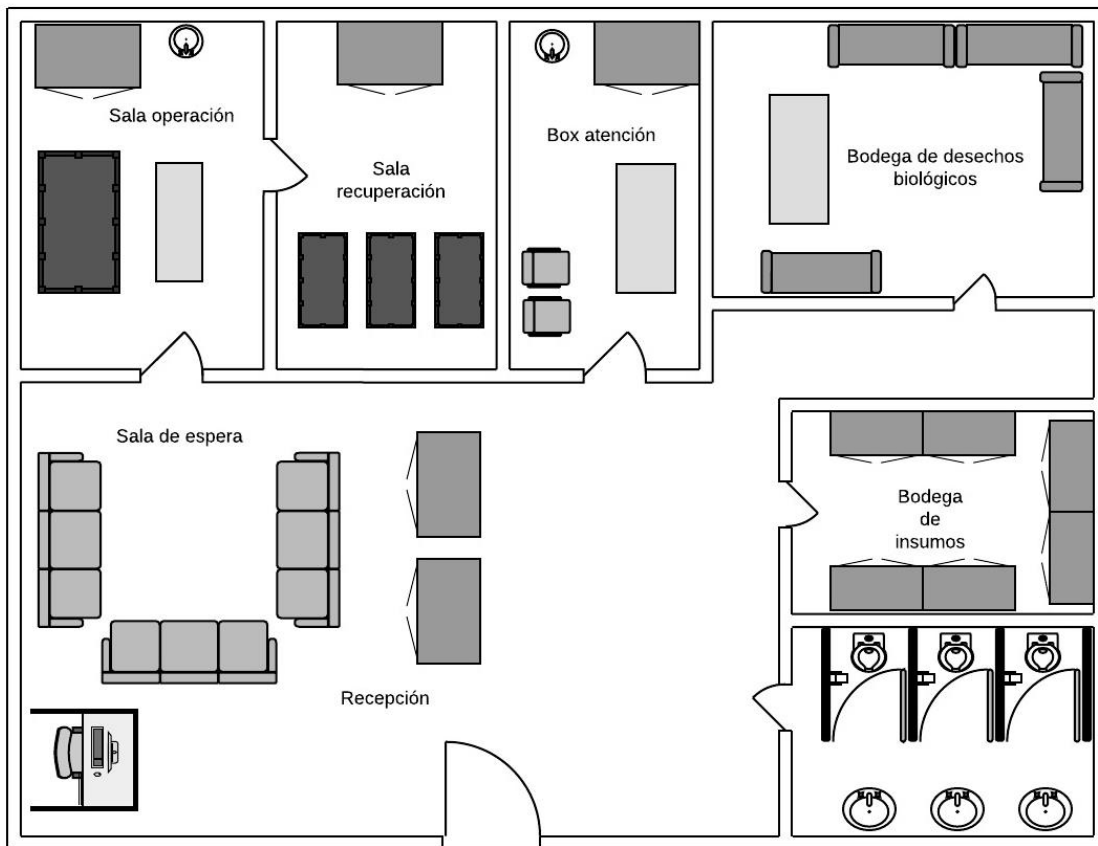 Sala operación
Sala
recuperación
Box atención
Bodega de desechos
biológicos
Sala de espera
Bodega
de
insumos
Recepción